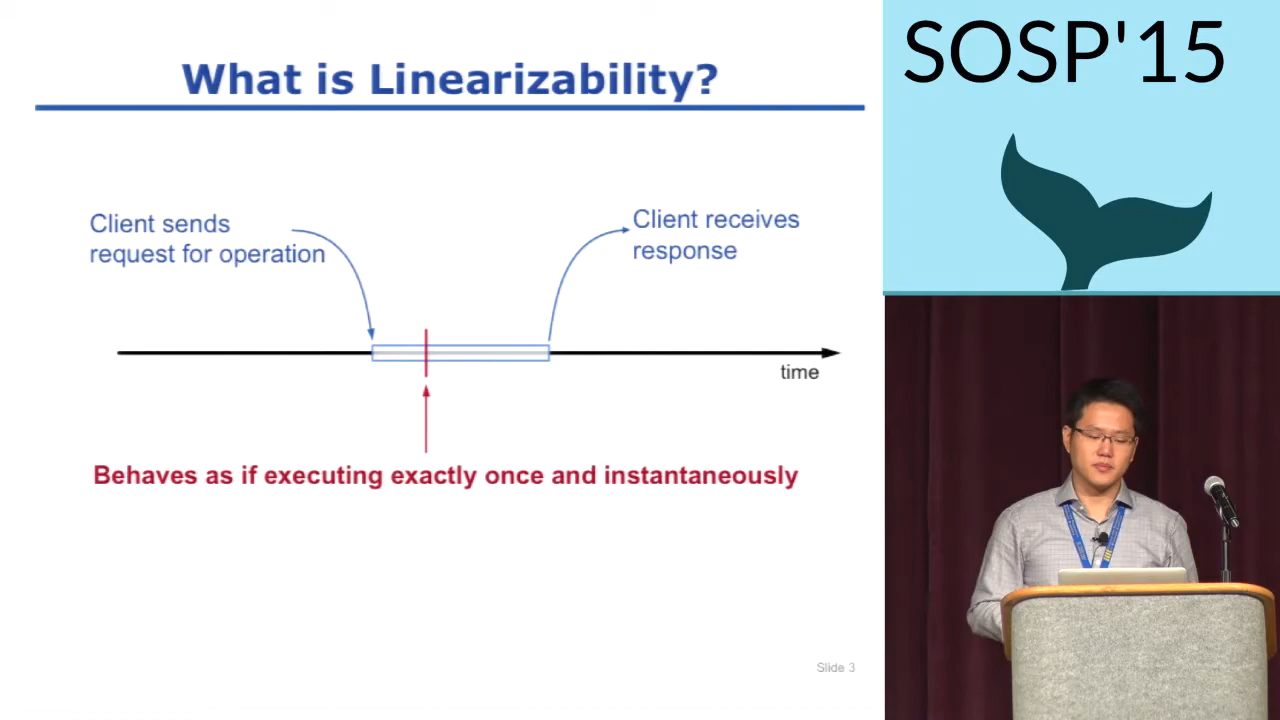 What is Linearizability?
Client sends
request for operation
Client receives
response
time
Behaves as if executing exactly once and instantaneously
Slide 3
SOSP'15